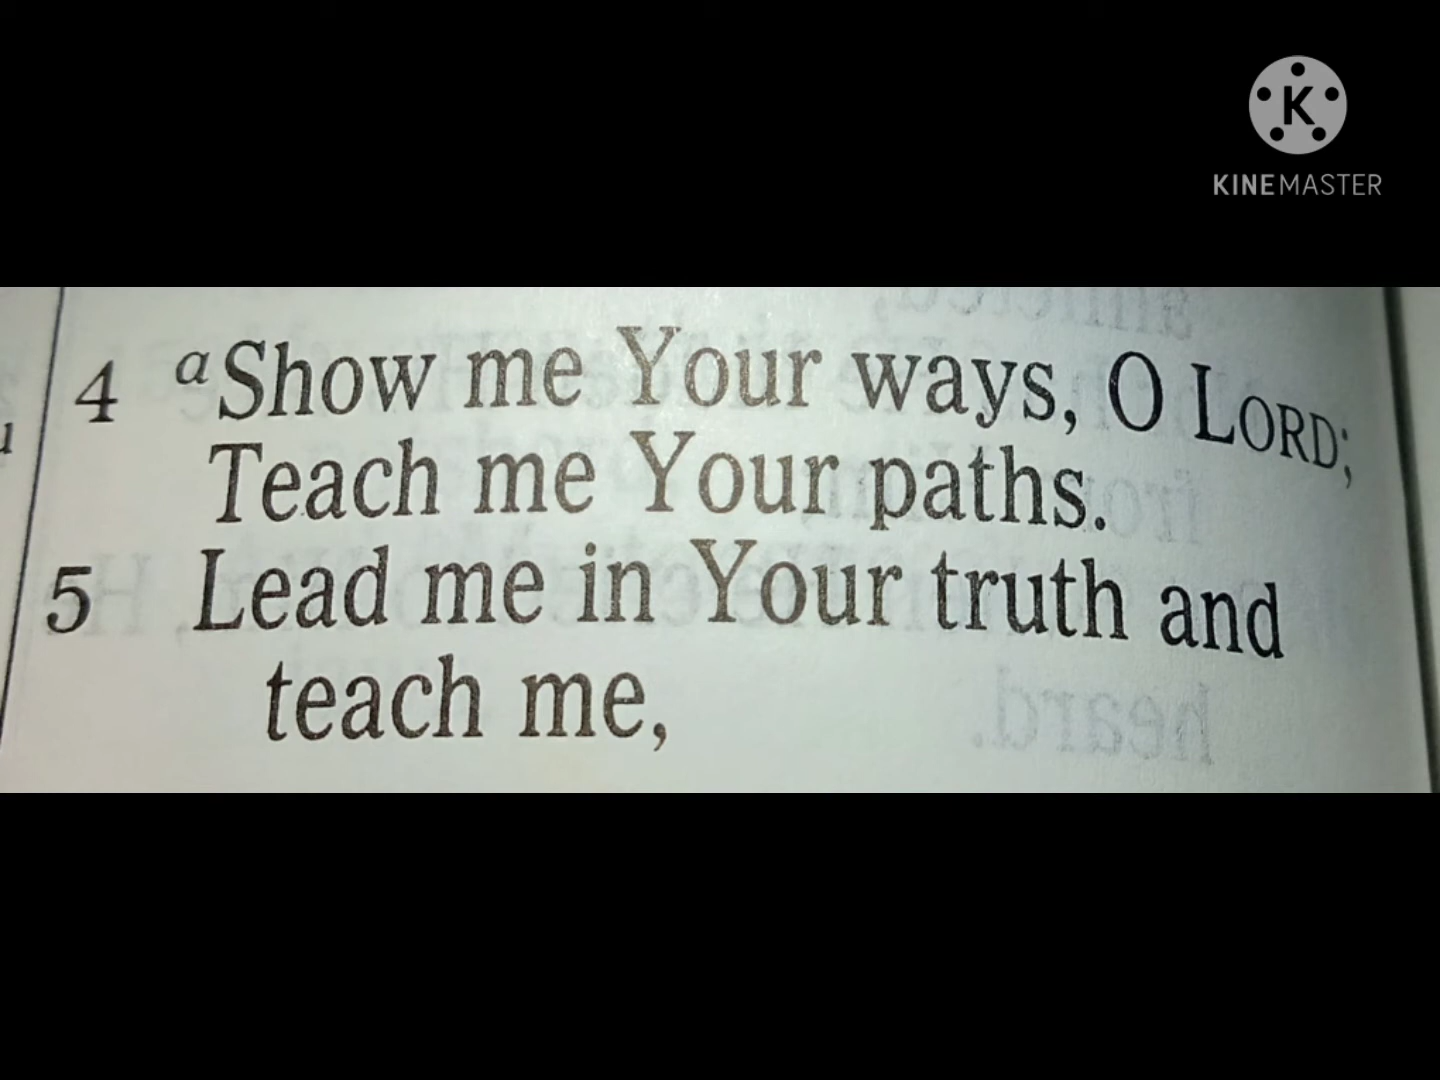 K
KINEMASTER
4 aShow me Your ways, O LORD;
Teach me Your paths.
5 Lead me in Your truth and
teach me,